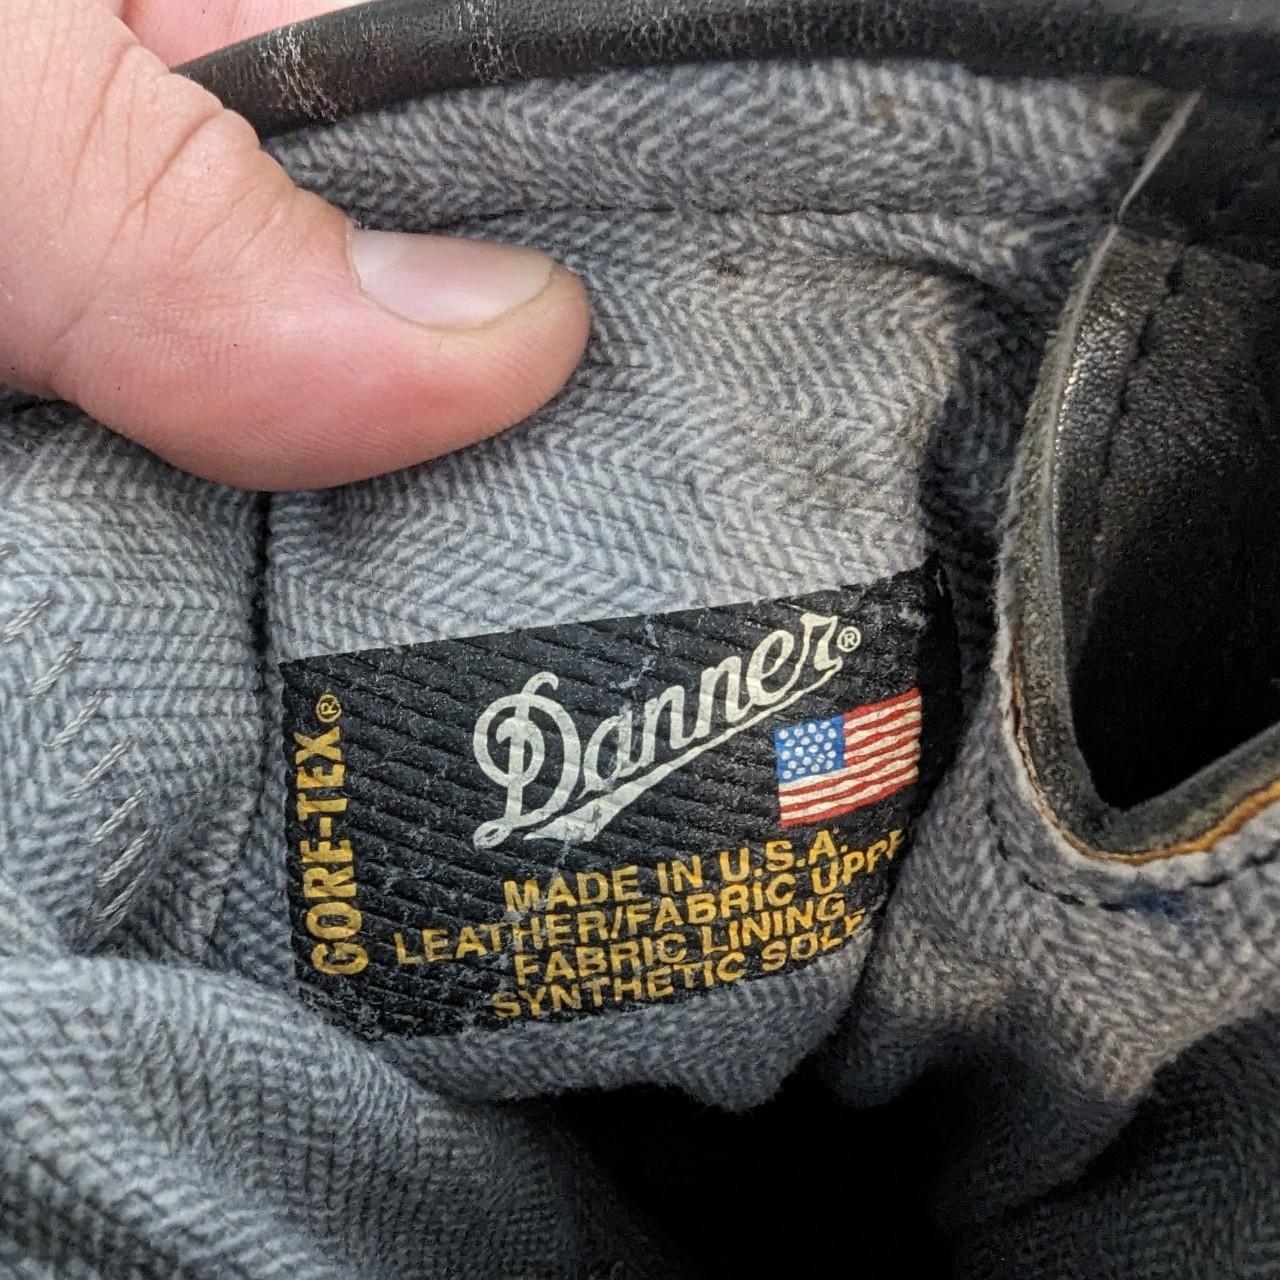 Danner®
GORE-TEX®
MADE IN U.S.A.
LEATHER/FABRIC UPPE
FABRIC LINING
SYNTHETIC SOLE